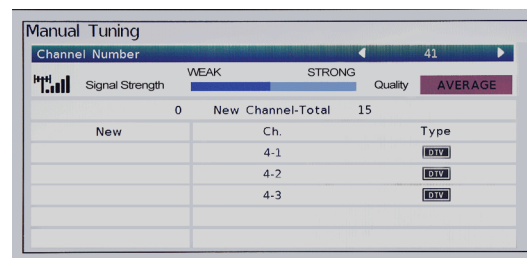 Manual Tuning
Channel Number 41
WEAK STRONG
Signal Strength Quality AVERAGE
0 New Channel-Total 15
New Ch. Type
4-1 DTV
4-2 DTV
4-3 DTV